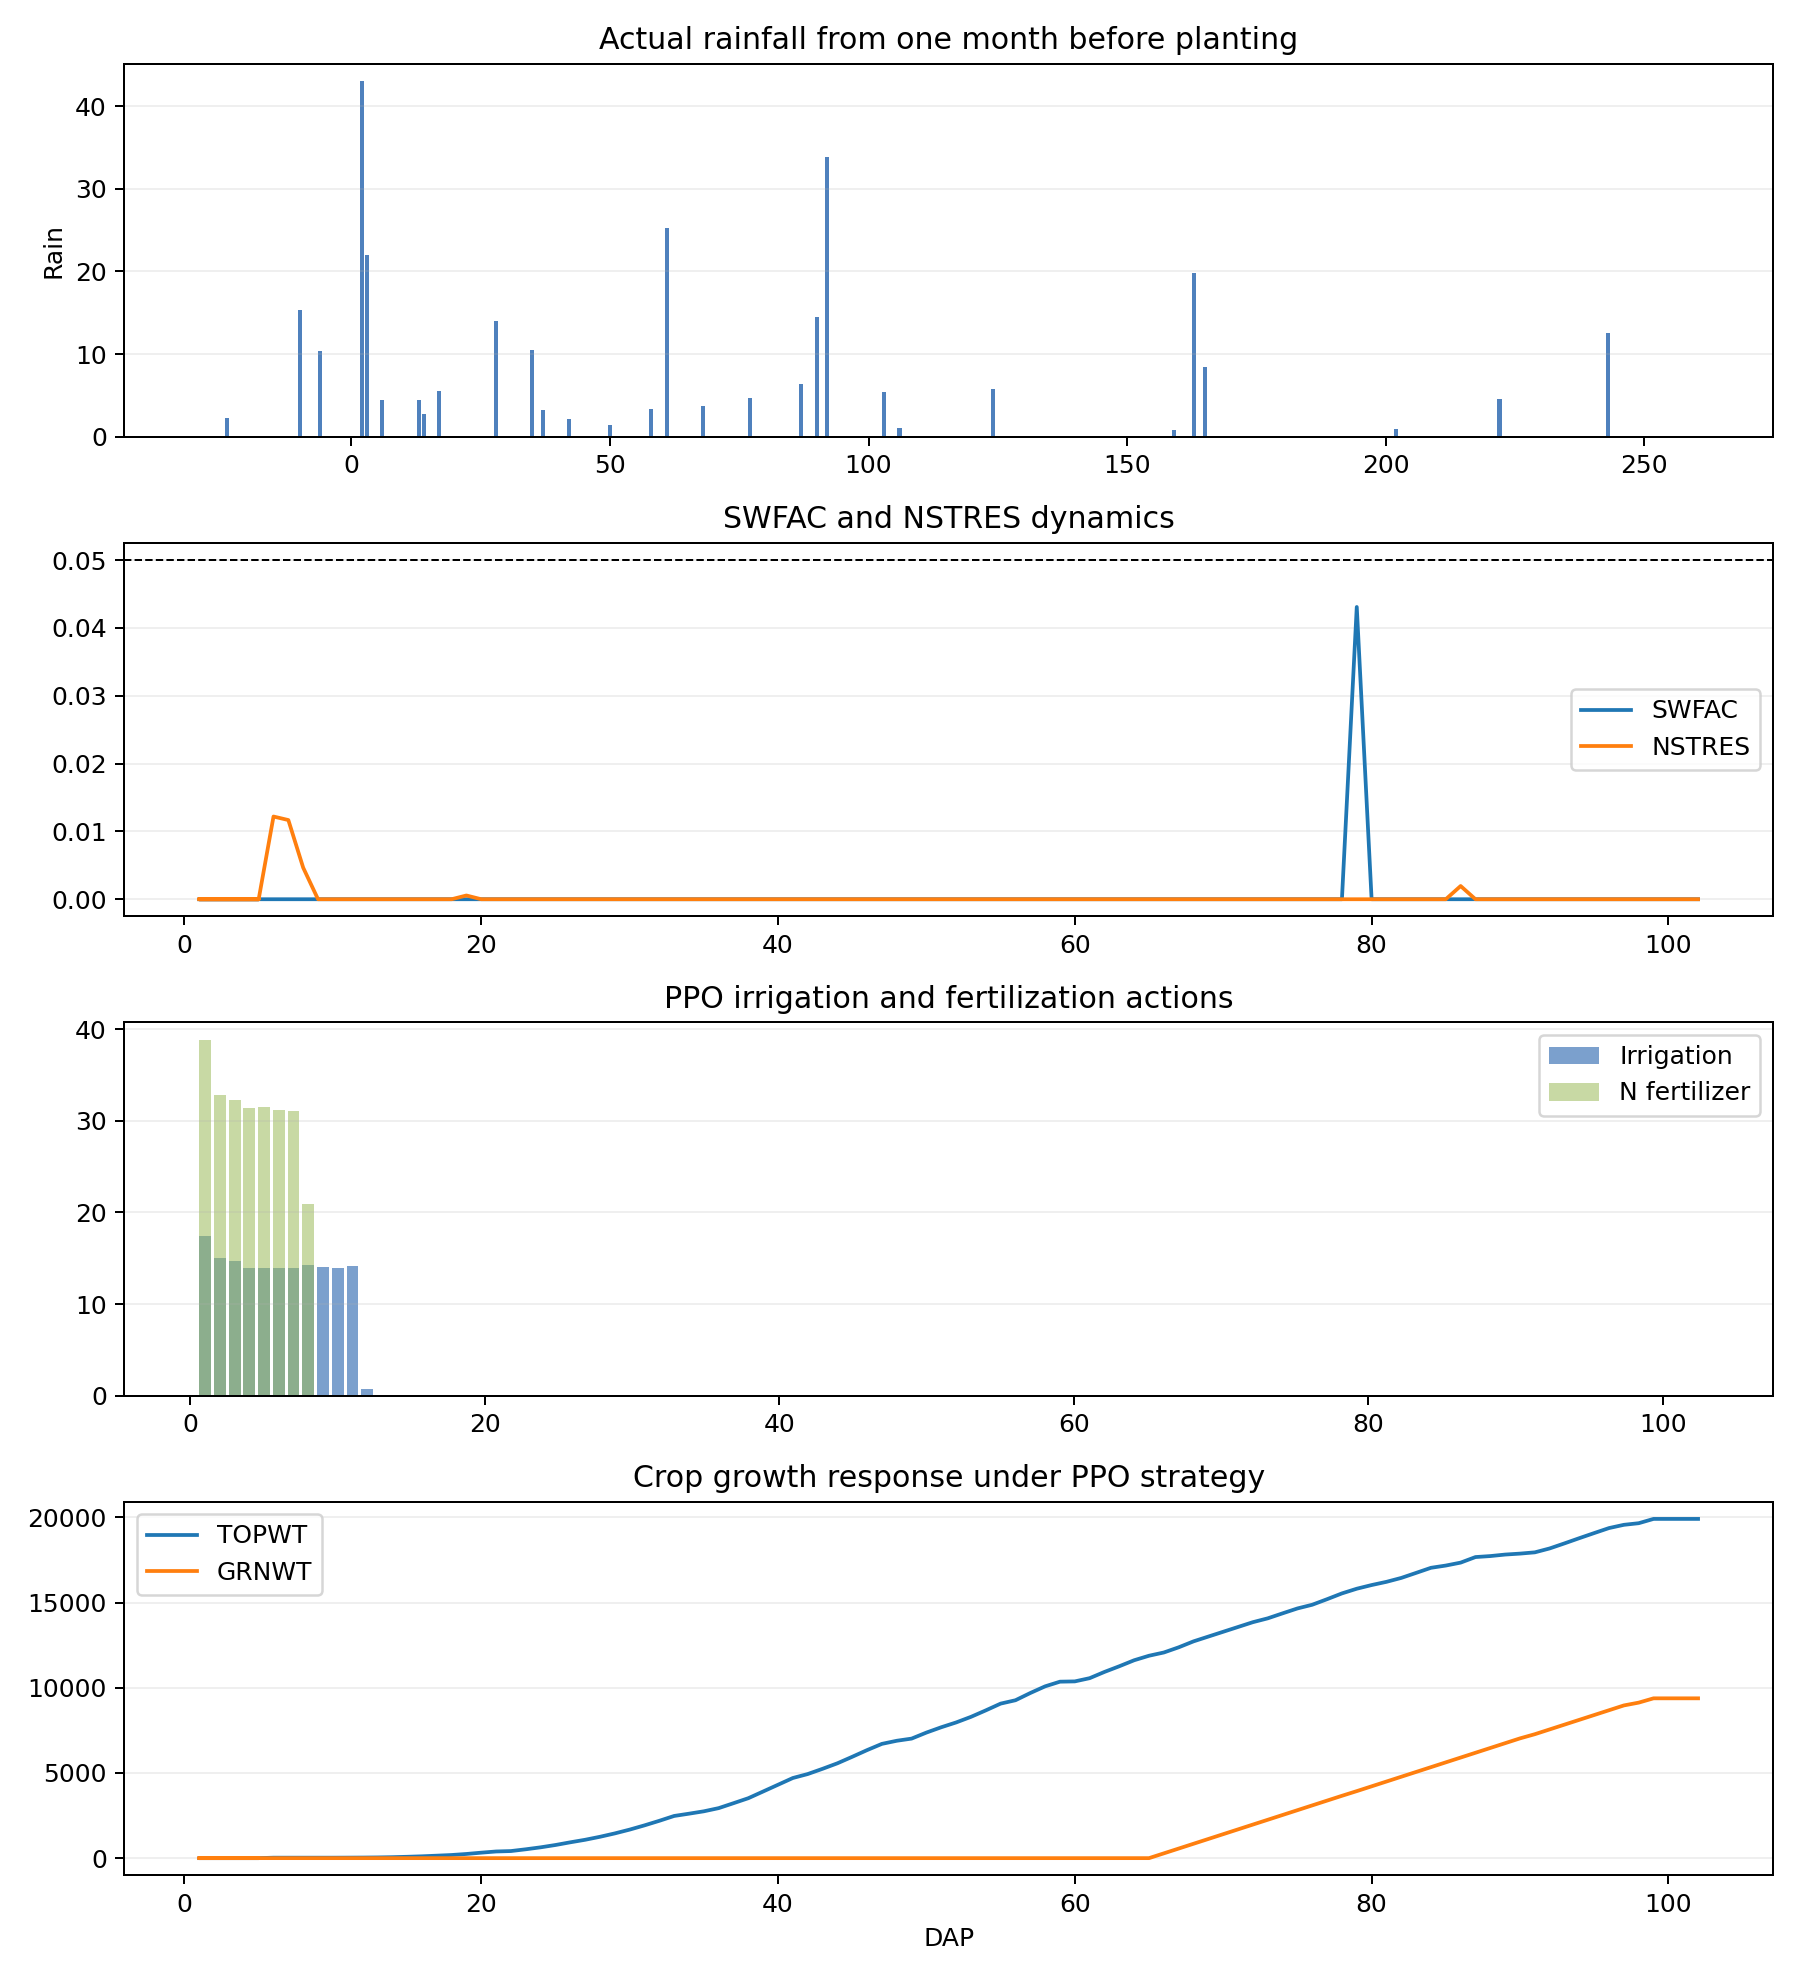 Actual rainfall from one month before planting
Rain
40
30
20
10
0
0 50 100 150 200 250
SWFAC and NSTRES dynamics
0.05
0.04
0.03
0.02
0.01
0.00
SWFAC
NSTRES
0 20 40 60 80 100
PPO irrigation and fertilization actions
40
30
20
10
0
Irrigation
N fertilizer
0 20 40 60 80 100
Crop growth response under PPO strategy
20000
15000
10000
5000
0
TOPWT
GRNWT
0 20 40 60 80 100
DAP